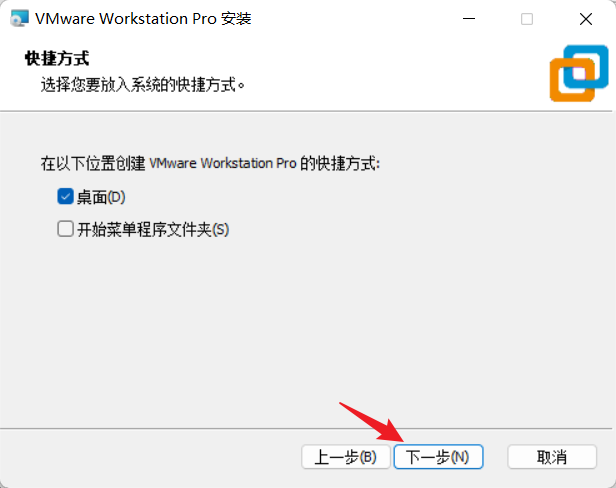 VMware Workstation Pro 安装
快捷方式
选择您要放入系统的快捷方式。
在以下位置创建 VMware Workstation Pro 的快捷方式:
桌面(D)
开始菜单程序文件夹(S)
上一步(B) 下一步(N) 取消